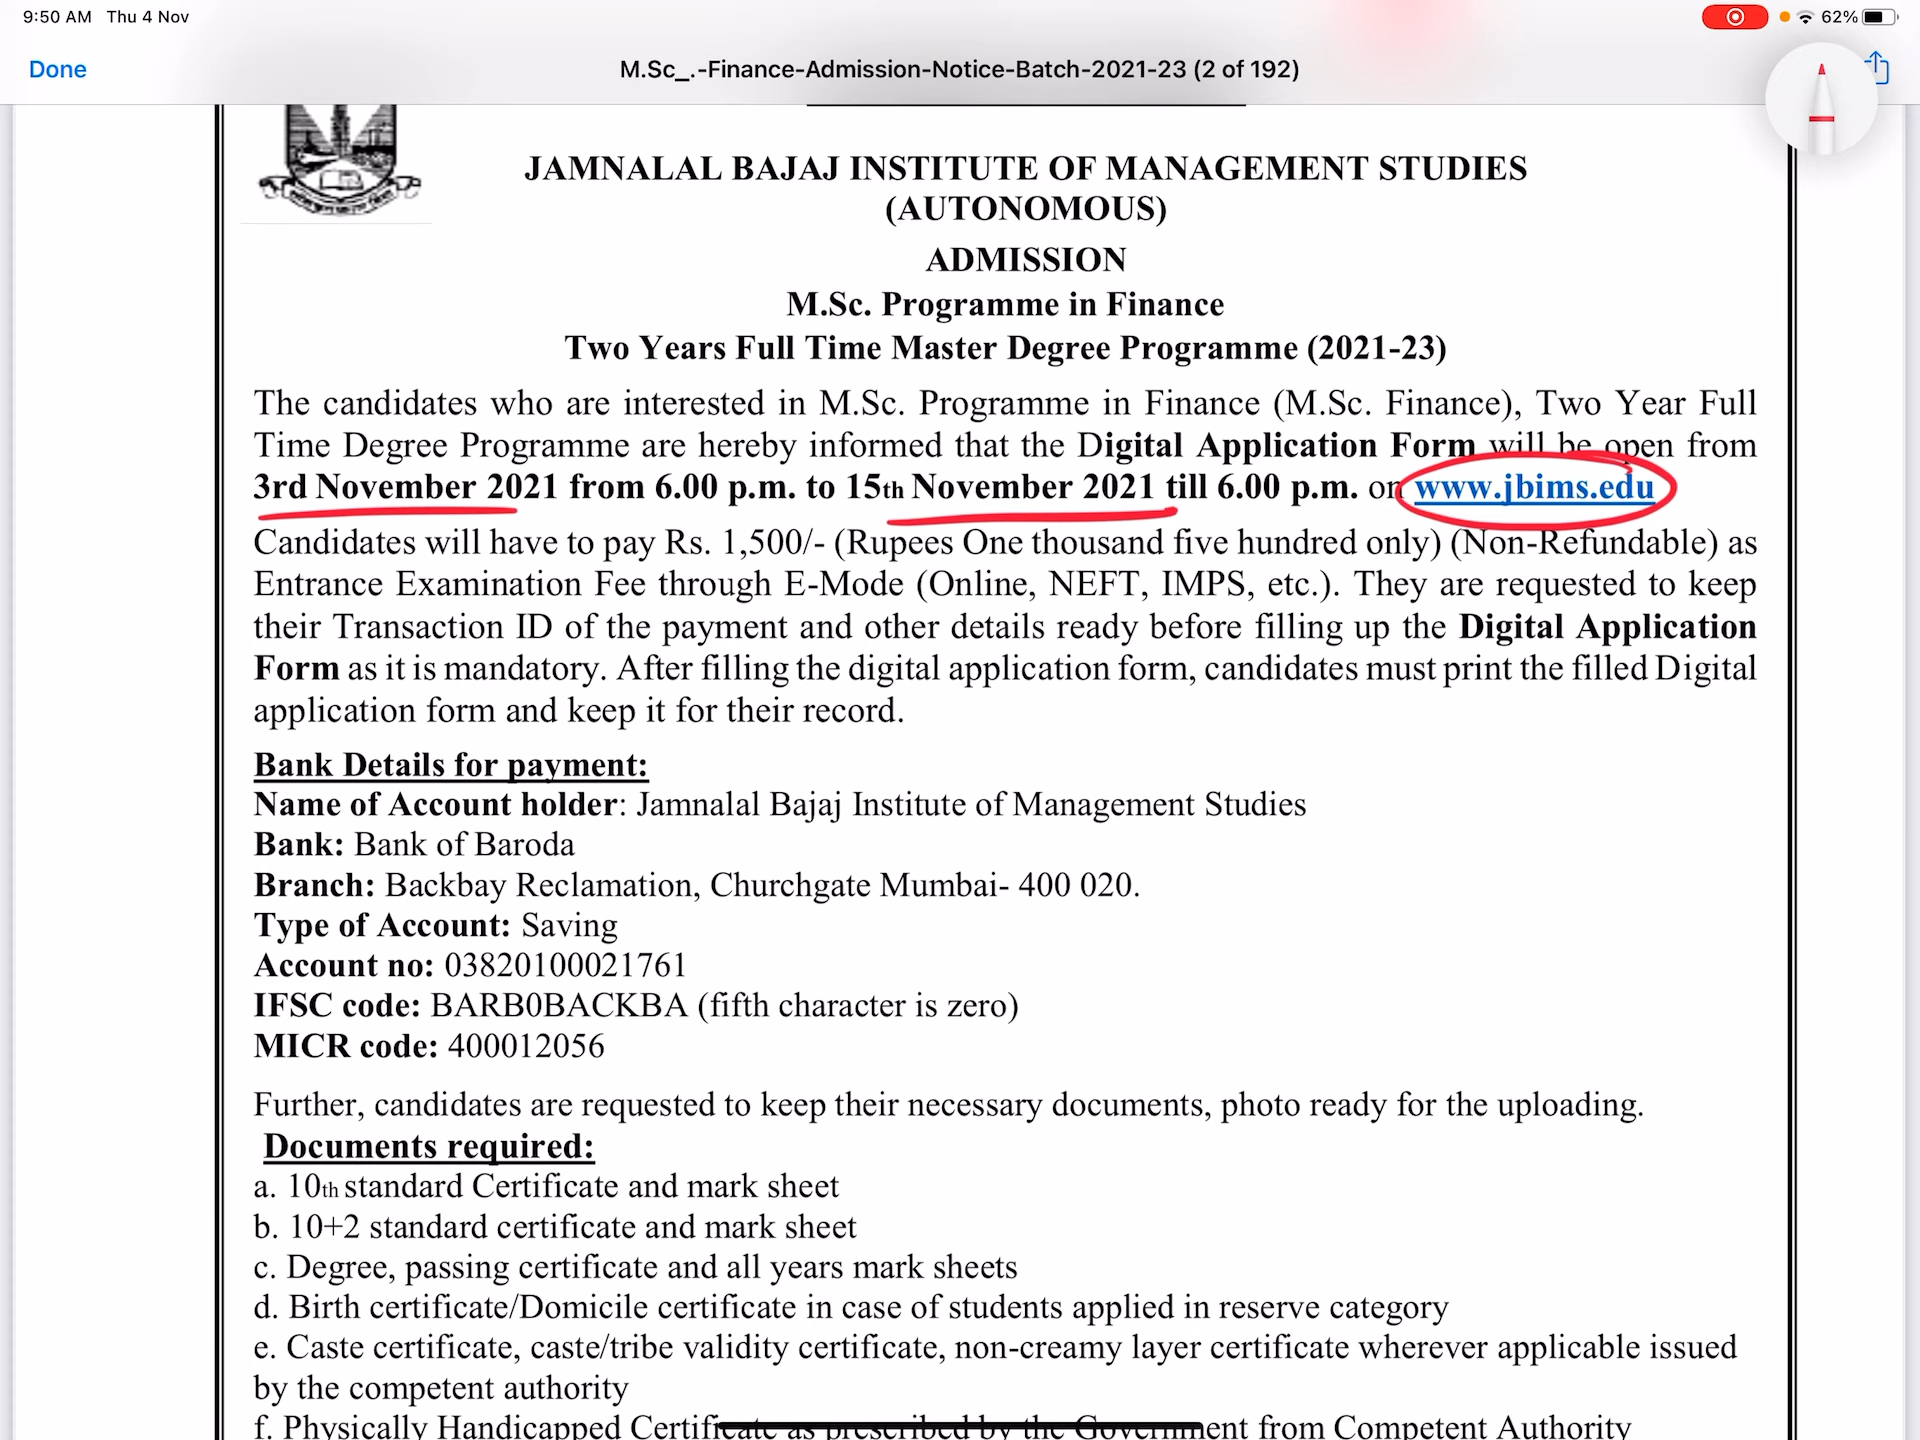 9:50 AM Thu 4 Nov
62%
Done
M.Sc_.-Finance-Admission-Notice-Batch-2021-23 (2 of 192)
JAMNALAL BAJAJ INSTITUTE OF MANAGEMENT STUDIES
(AUTONOMOUS)
ADMISSION
M.Sc. Programme in Finance
Two Years Full Time Master Degree Programme (2021-23)
The candidates who are interested in M.Sc. Programme in Finance (M.Sc. Finance), Two Year Full
Time Degree Programme are hereby informed that the Digital Application Form will be open from
3rd November 2021 from 6.00 p.m. to 15th November 2021 till 6.00 p.m. on www.jbims.edu
Candidates will have to pay Rs. 1,500/- (Rupees One thousand five hundred only) (Non-Refundable) as
Entrance Examination Fee through E-Mode (Online, NEFT, IMPS, etc.). They are requested to keep
their Transaction ID of the payment and other details ready before filling up the Digital Application
Form as it is mandatory. After filling the digital application form, candidates must print the filled Digital
application form and keep it for their record.
Bank Details for payment:
Name of Account holder: Jamnalal Bajaj Institute of Management Studies
Bank: Bank of Baroda
Branch: Backbay Reclamation, Churchgate Mumbai- 400 020.
Type of Account: Saving
Account no: 03820100021761
IFSC code: BARB0BACKBA (fifth character is zero)
MICR code: 400012056
Further, candidates are requested to keep their necessary documents, photo ready for the uploading.
Documents required:
a. 10th standard Certificate and mark sheet
b. 10+2 standard certificate and mark sheet
c. Degree, passing certificate and all years mark sheets
d. Birth certificate/Domicile certificate in case of students applied in reserve category
e. Caste certificate, caste/tribe validity certificate, non-creamy layer certificate wherever applicable issued
by the competent authority
f. Physically Handicapped Certificate as prescribed by the Government from Competent Authority